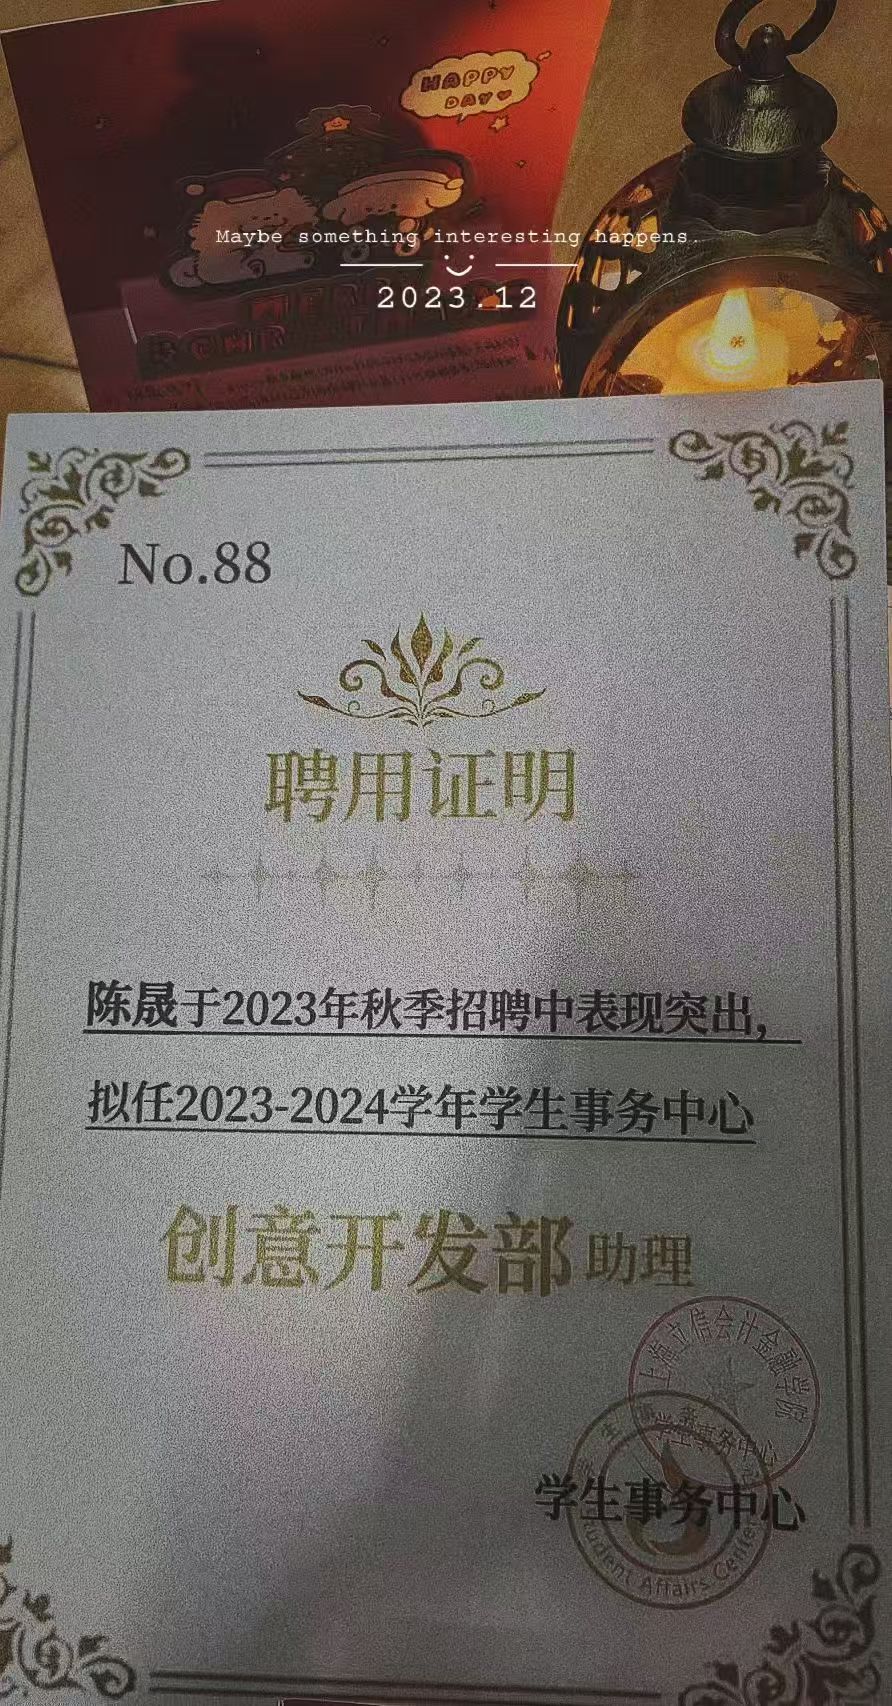 HAPPY
DAY
Maybe something interesting happens.
2023.12
No.88
聘用证明
陈晟于2023年秋季招聘中表现突出,
拟任2023-2024学年学生事务中心
创意开发部助理
上海立信会计金融学院
学生事务中心
学生事务中心
Student Affairs Center